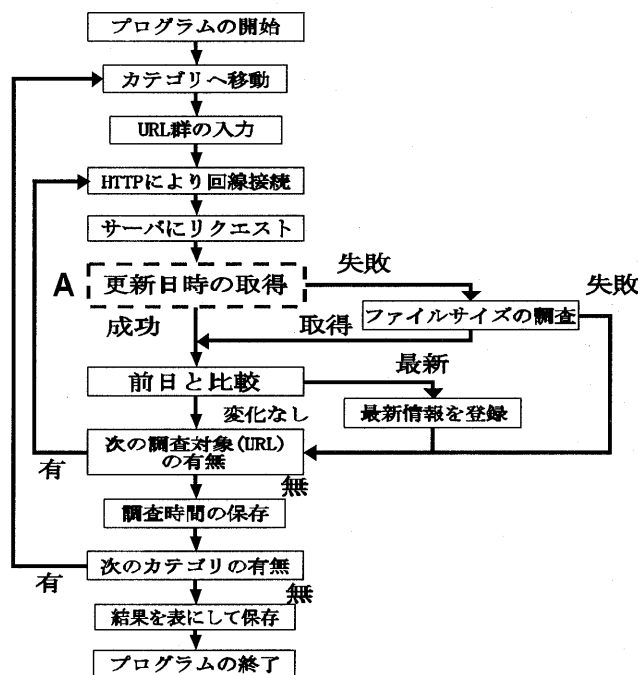 プログラムの開始
カテゴリへ移動
URL群の入力
HTTPにより回線接続
サーバにリクエスト
A
更新日時の取得
失敗
失敗
成功
取得
ファイルサイズの調査
前日と比較
最新
変化なし
最新情報を登録
次の調査対象(URL)
の有無
有
無
調査時間の保存
次のカテゴリの有無
有
無
結果を表にして保存
プログラムの終了